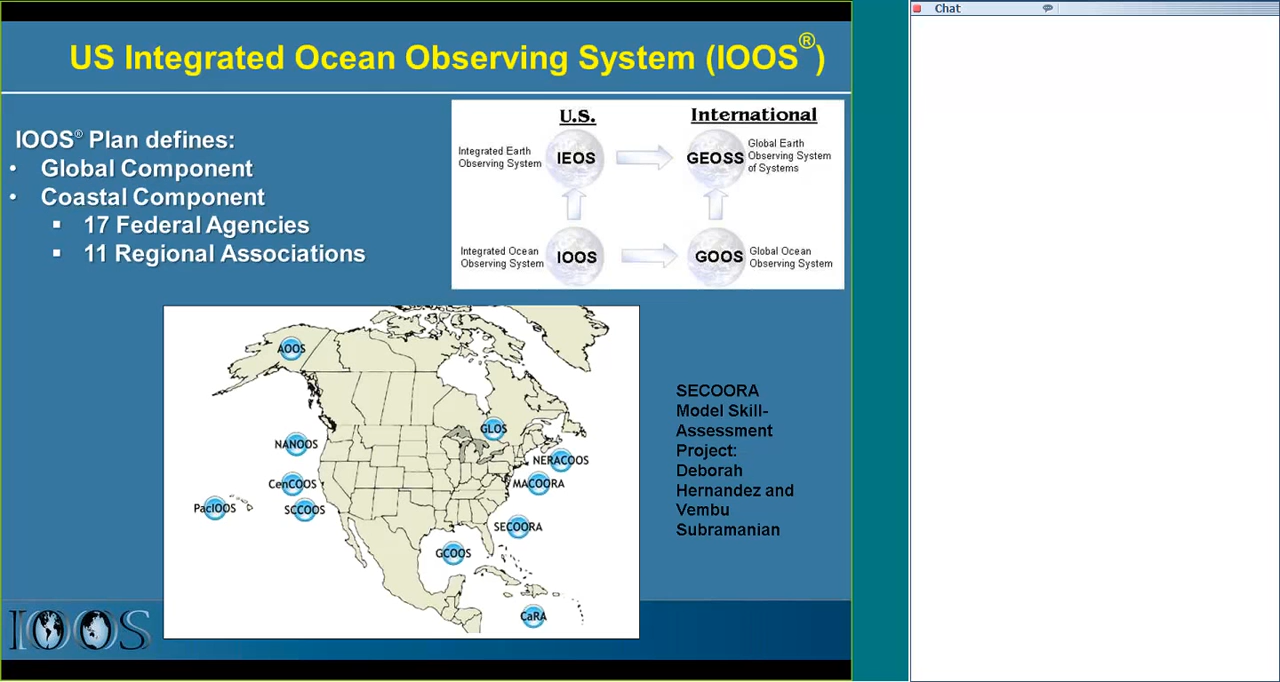 Chat
US Integrated Ocean Observing System (IOOS®)
IOOS® Plan defines:
• Global Component
• Coastal Component
▪ 17 Federal Agencies
▪ 11 Regional Associations
U.S.
International
Integrated Earth
Observing System
IEOS
GEOSS
Global Earth
Observing System
of Systems
Integrated Ocean
Observing System
IOOS
GOOS
Global Ocean
Observing System
AOOS
NANOOS
GLOS
NERACOOS
CenCOOS
MACOORA
PacIOOS
SCCOOS
SECOORA
GCOOS
CaRA
SECOORA
Model Skill-
Assessment
Project:
Deborah
Hernandez and
Vembu
Subramanian
IOOS